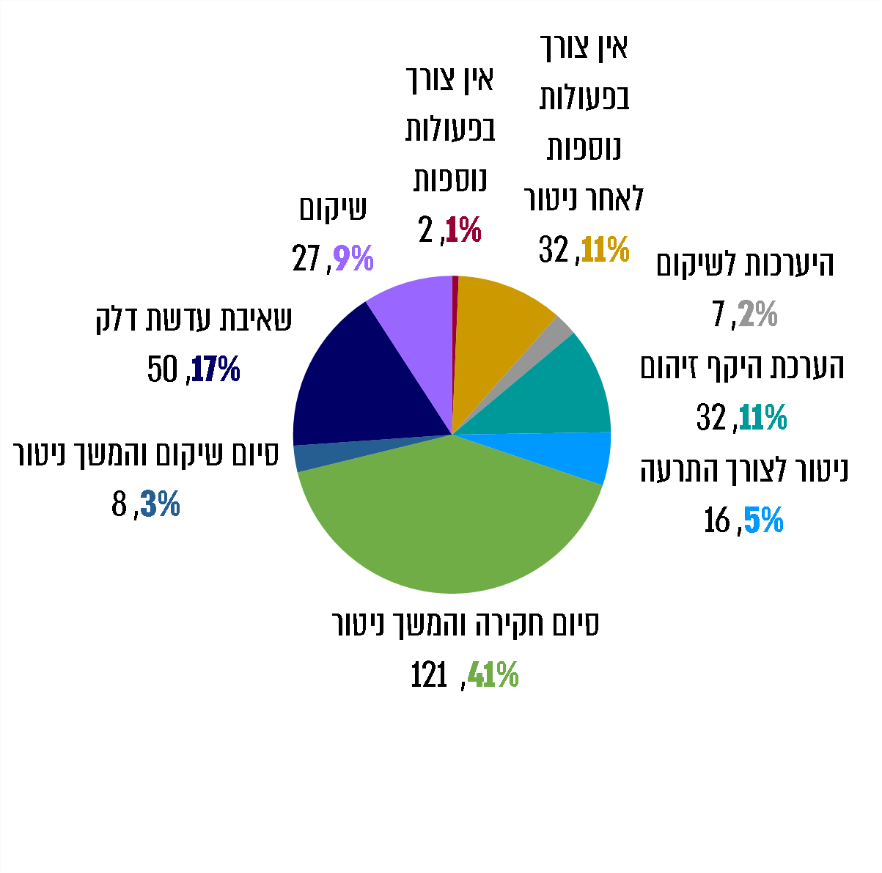 אין צורך
בפעולות
נוספות
לאחר ניטור
32 ,11%
אין צורך
בפעולות
נוספות
2 ,1%
שיקום
27 ,9%
היערכות לשיקום
7 ,2%
שאיבת עדשת דלק
50 ,17%
הערכת היקף זיהום
32 ,11%
סיום שיקום והמשך ניטור
8 ,3%
ניטור לצורך התרעה
16 ,5%
סיום חקירה והמשך ניטור
121 ,41%